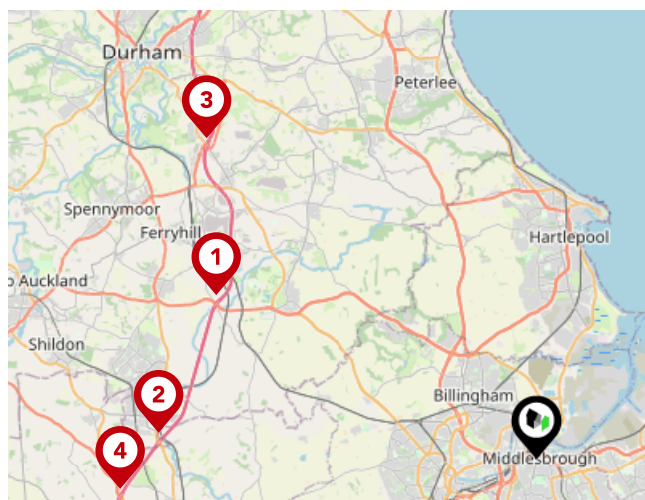 Durham
Peterlee
3
Spennymoor
Ferryhill
Hartlepool
1
o Auckland
Shildon
2
Billingham
4
Middlesbrough